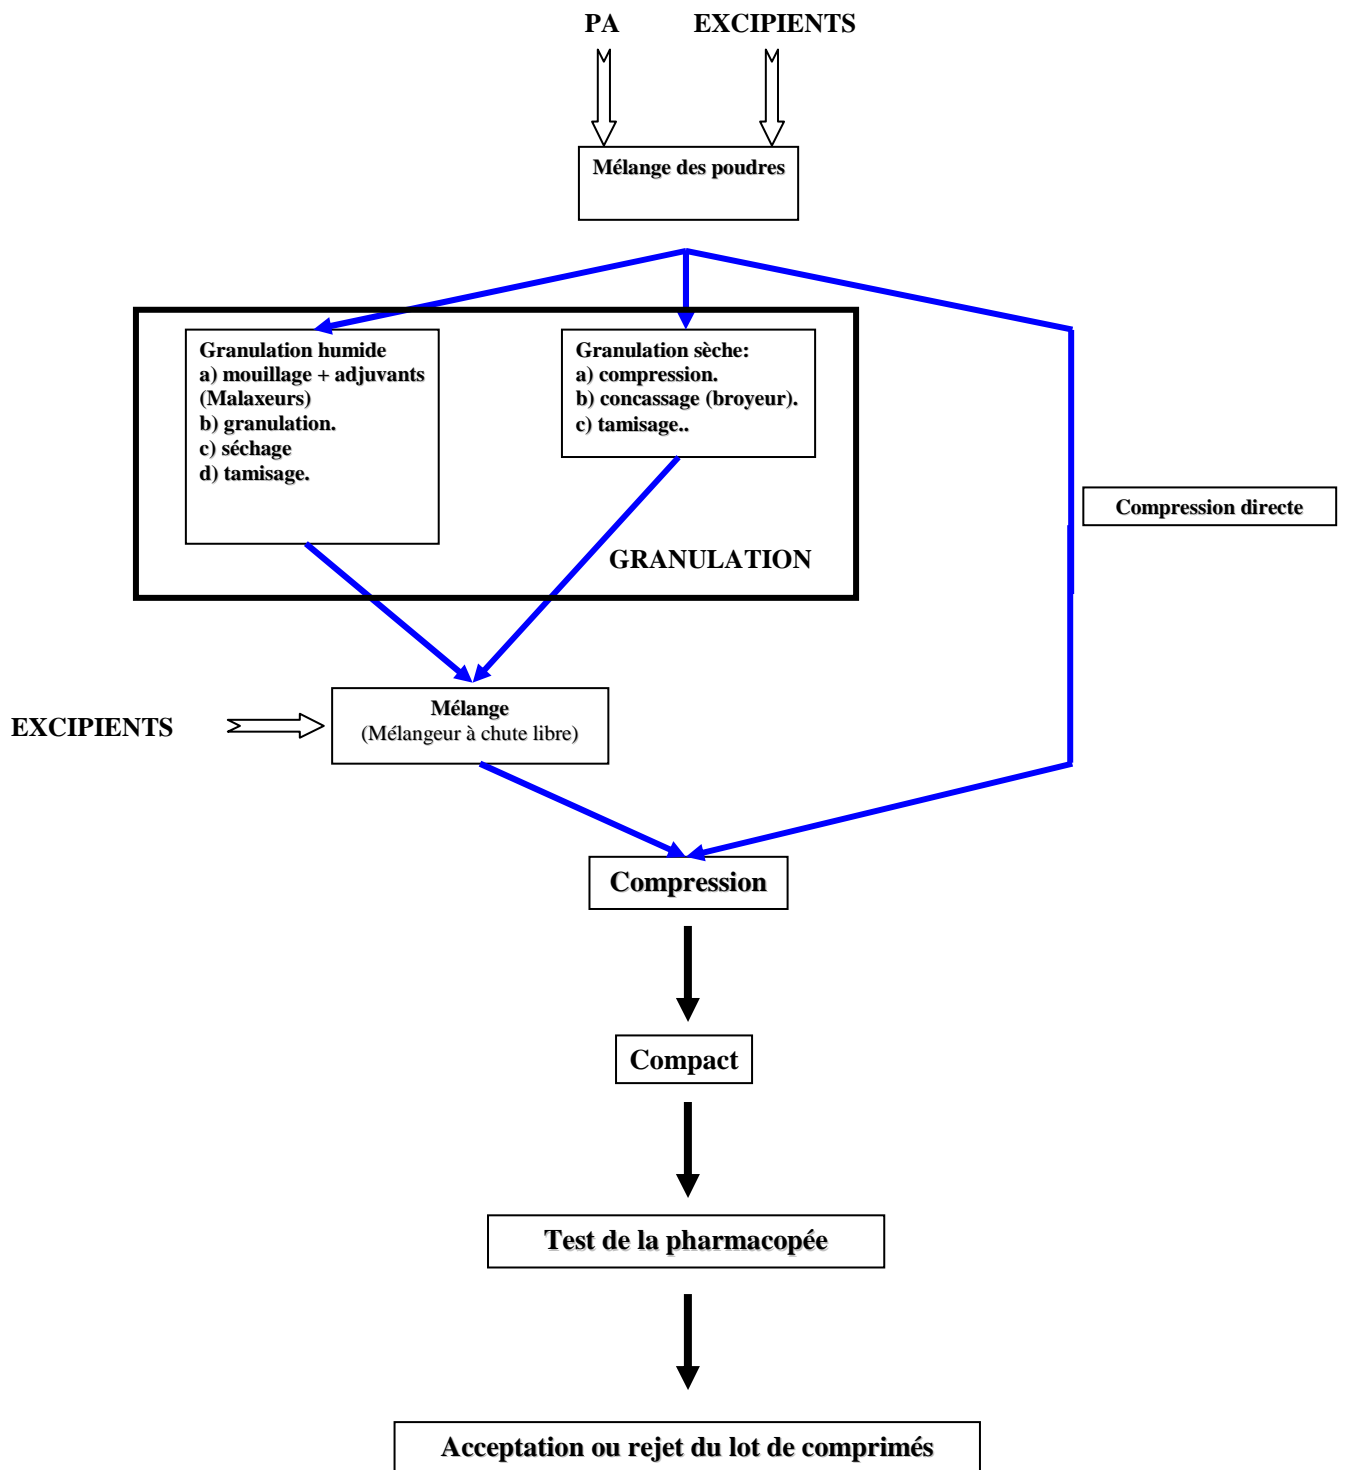 PA
EXCIPIENTS
Mélange des poudres
Granulation humide
a) mouillage + adjuvants
(Malaxeurs)
b) granulation.
c) séchage
d) tamisage.
Granulation sèche:
a) compression.
b) concassage (broyeur).
c) tamisage..
Compression directe
GRANULATION
EXCIPIENTS
Mélange
(Mélangeur à chute libre)
Compression
Compact
Test de la pharmacopée
Acceptation ou rejet du lot de comprimés